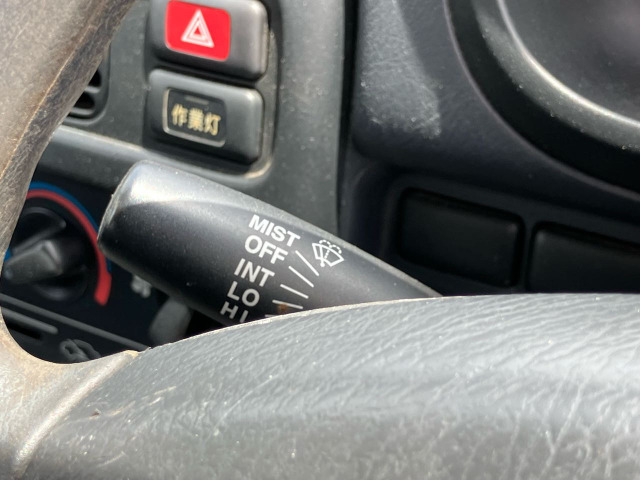 作業灯
MIST
OFF
INT
LO
HI